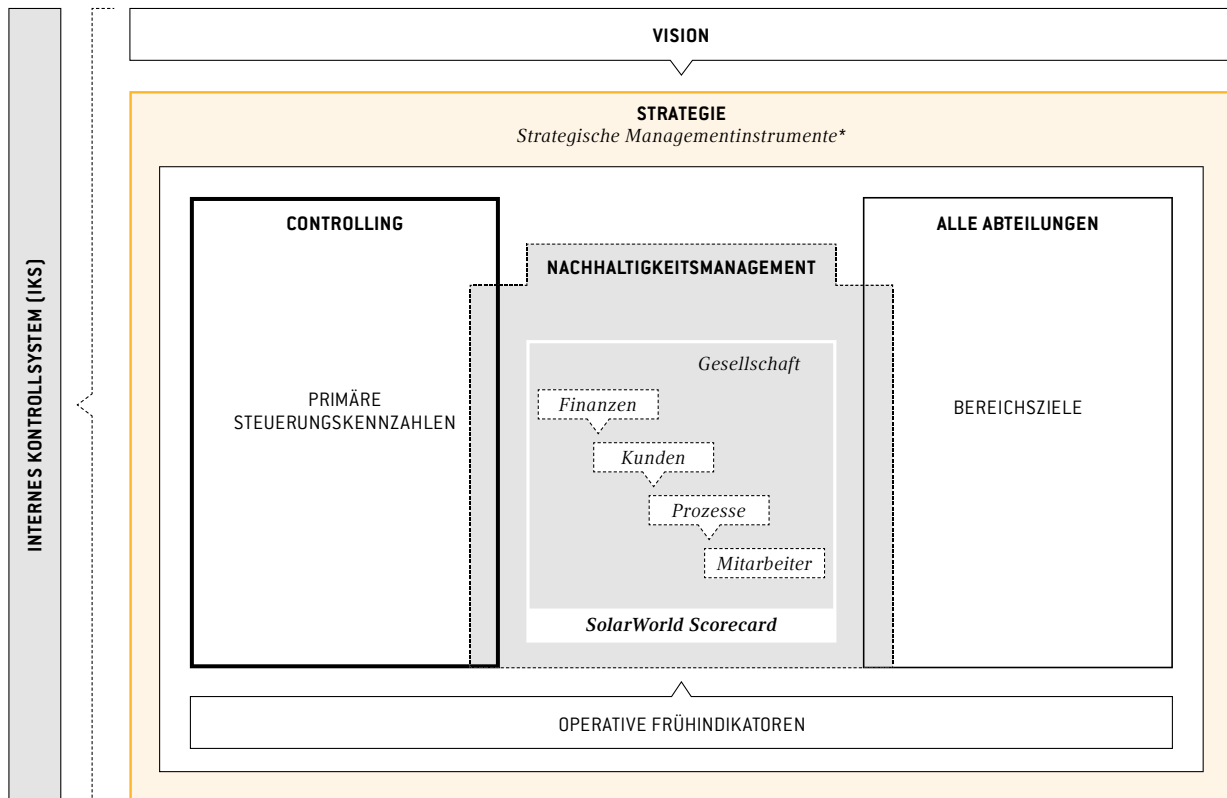 INTERNES KONTROLLSYSTEM (IKS)
VISION
STRATEGIE
Strategische Managementinstrumente*
CONTROLLING
PRIMÄRE
STEUERUNGSKENNZAHLEN
NACHHALTIGKEITSMANAGEMENT
Gesellschaft
Finanzen
Kunden
Prozesse
Mitarbeiter
SolarWorld Scorecard
ALLE ABTEILUNGEN
BEREICHSZIELE
OPERATIVE FRÜHINDIKATOREN